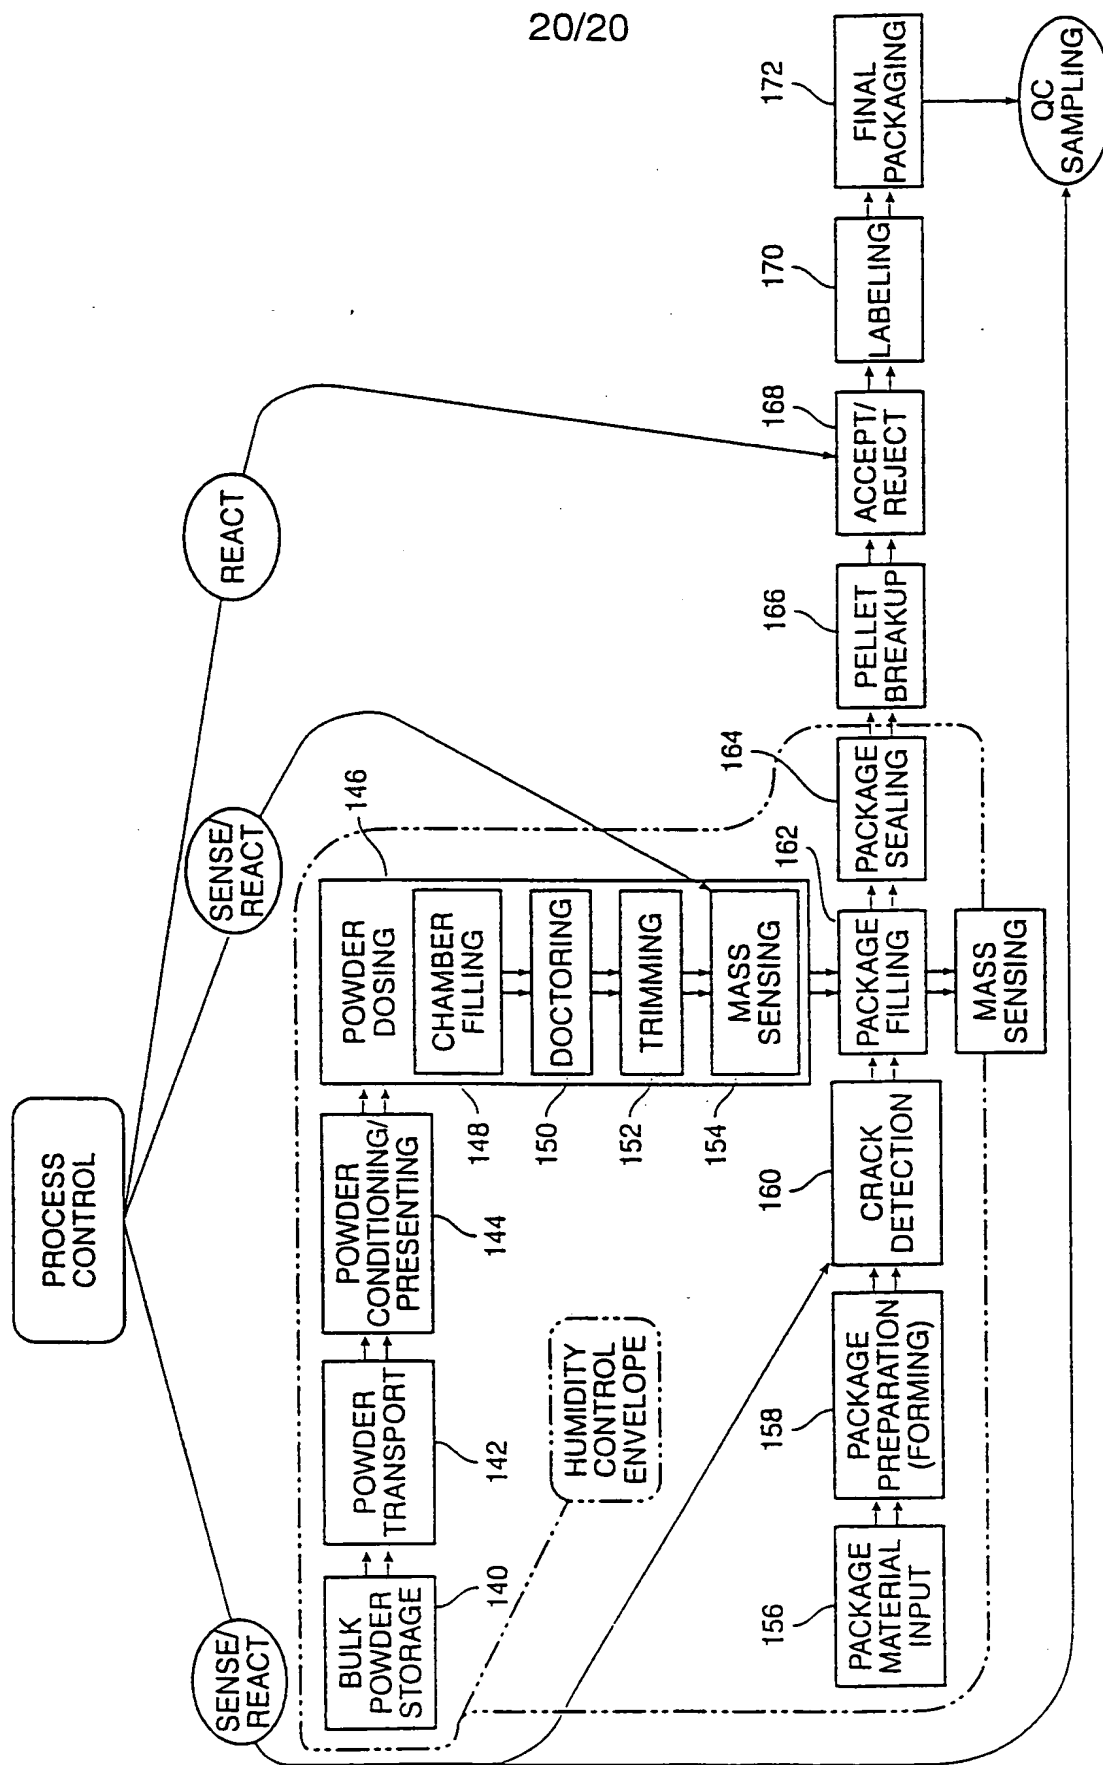 20/20
PROCESS
CONTROL
SENSE/
REACT
SENSE/
REACT
REACT
BULK
POWDER
STORAGE
140
POWDER
TRANSPORT
142
POWDER
CONDITIONING/
PRESENTING
144
POWDER
DOSING
146
CHAMBER
FILLING
148
DOCTORING
150
TRIMMING
152
MASS
SENSING
154
HUMIDITY
CONTROL
ENVELOPE
PACKAGE
MATERIAL
INPUT
156
PACKAGE
PREPARATION
(FORMING)
158
CRACK
DETECTION
160
PACKAGE
FILLING
162
MASS
SENSING
PACKAGE
SEALING
164
PELLET
BREAKUP
166
ACCEPT/
REJECT
168
LABELING
170
FINAL
PACKAGING
172
QC
SAMPLING